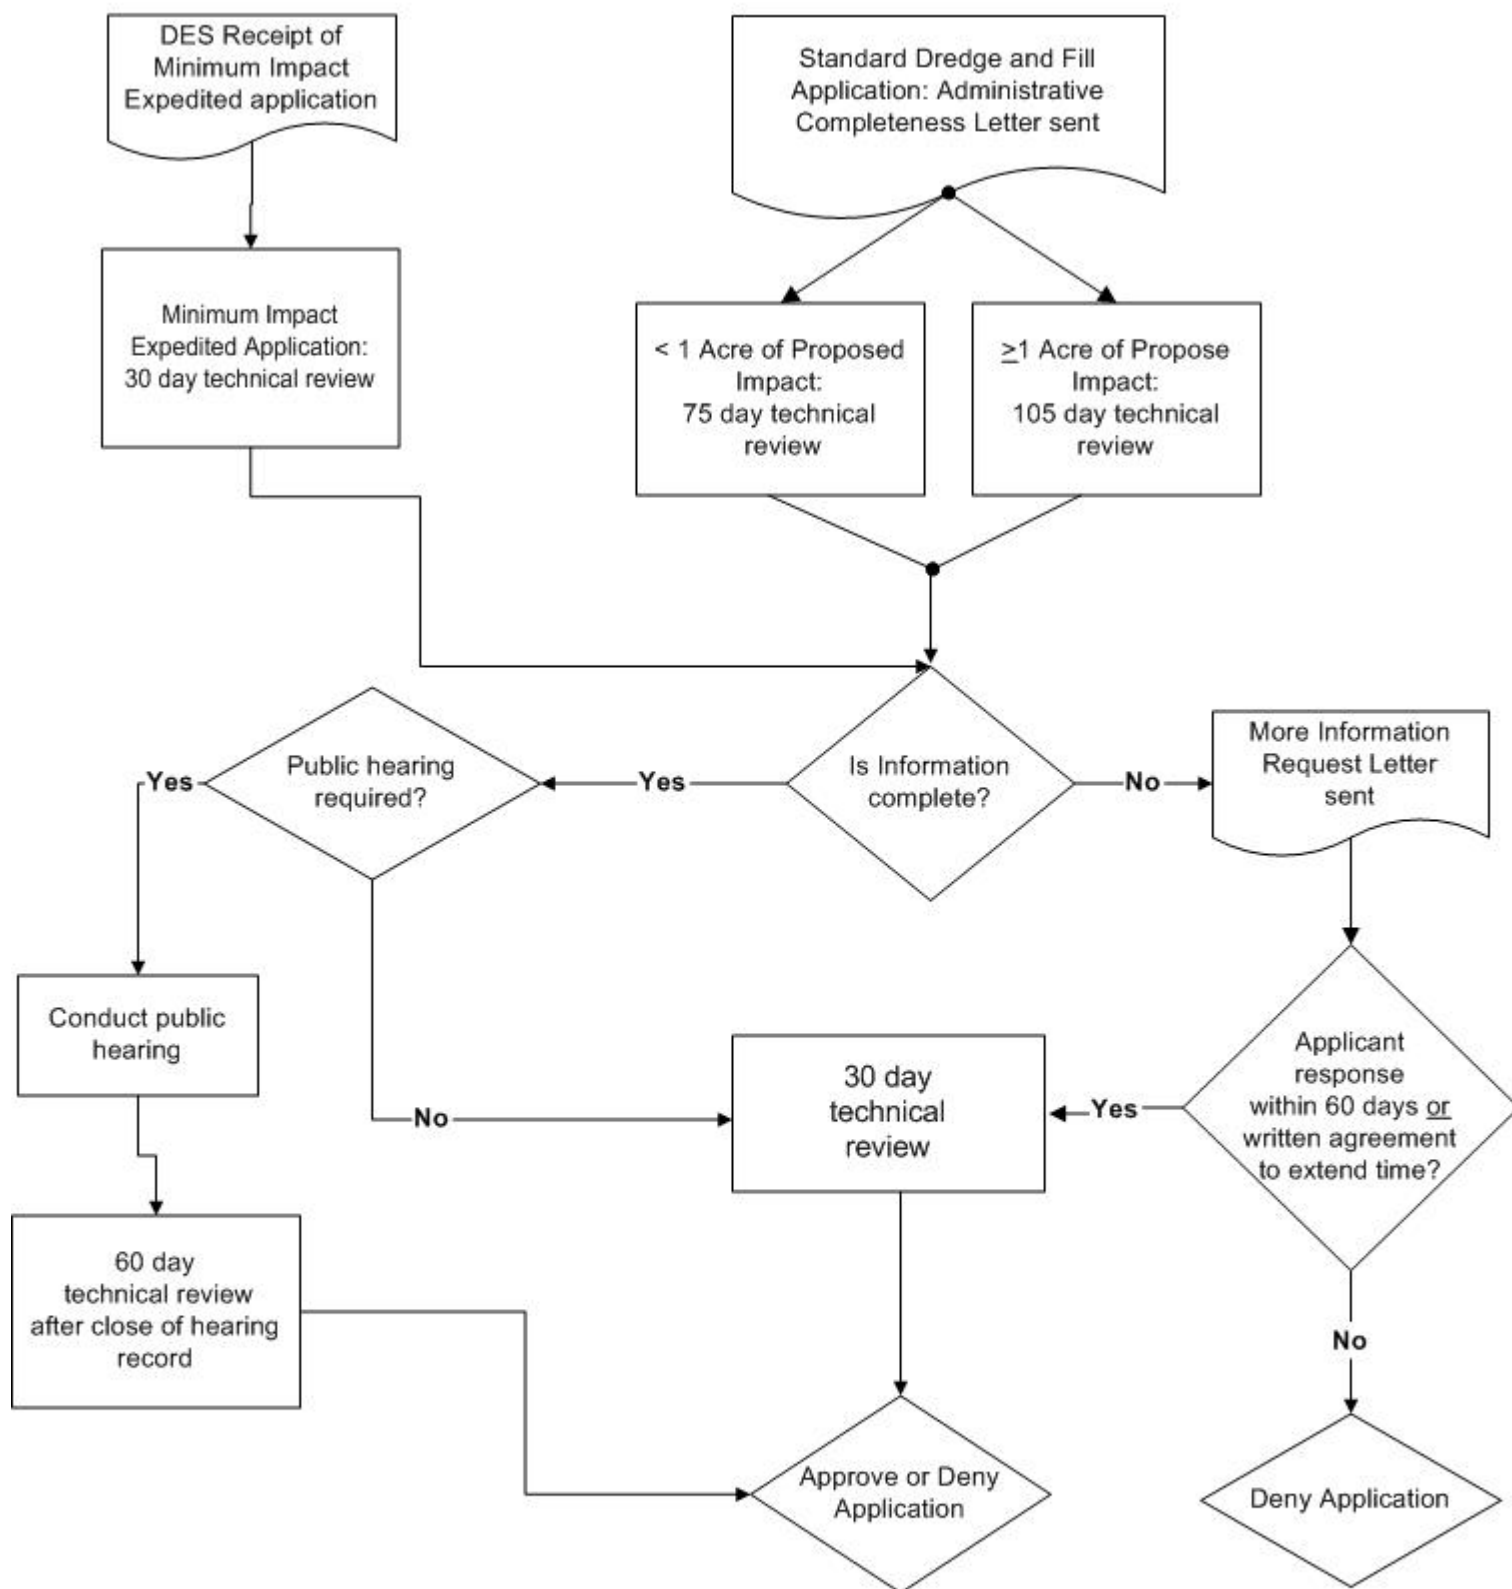 DES Receipt of
Minimum Impact
Expedited application
Standard Dredge and Fill
Application: Administrative
Completeness Letter sent
Minimum Impact
Expedited Application:
30 day technical review
< 1 Acre of Proposed
Impact:
75 day technical
review
≥1 Acre of Propose
Impact:
105 day technical
review
Is Information
complete?
Yes
No
Public hearing
required?
Yes
No
More Information
Request Letter
sent
Conduct public
hearing
30 day
technical
review
Applicant
response
within 60 days or
written agreement
to extend time?
Yes
No
60 day
technical review
after close of hearing
record
Approve or Deny
Application
Deny Application